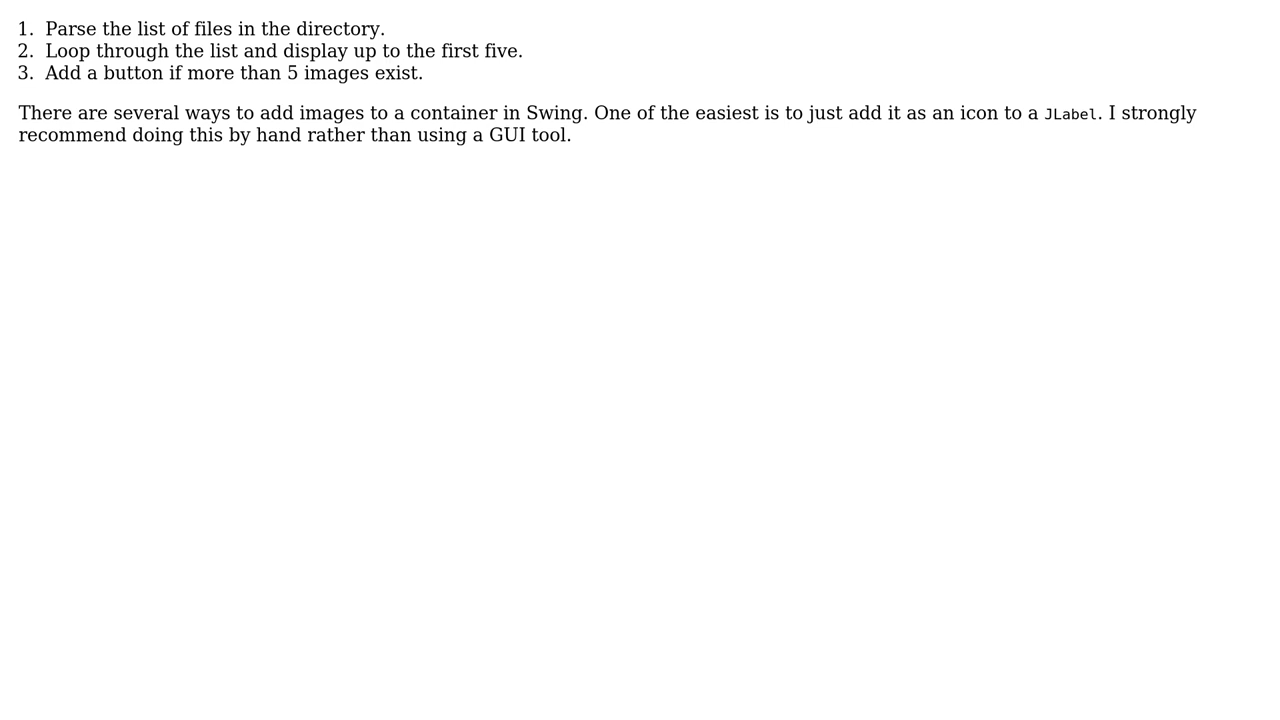 1. Parse the list of files in the directory.
2. Loop through the list and display up to the first five.
3. Add a button if more than 5 images exist.
There are several ways to add images to a container in Swing. One of the easiest is to just add it as an icon to a JLabel. I strongly
recommend doing this by hand rather than using a GUI tool.